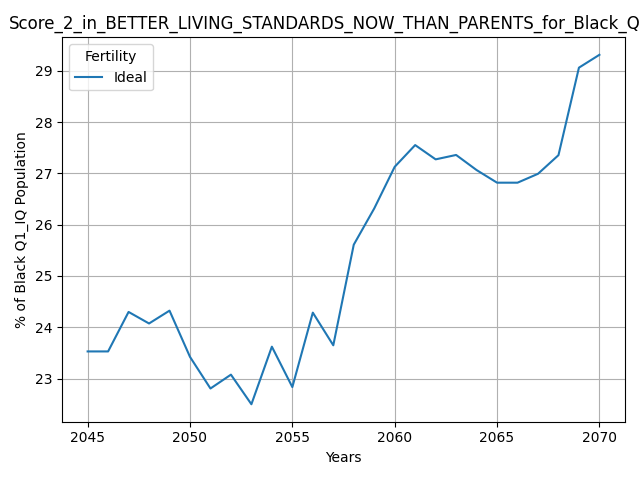 Score_2_in_BETTER_LIVING_STANDARDS_NOW_THAN_PARENTS_for_Black_Q
Fertility
Ideal
% of Black Q1_IQ Population
29
28
27
26
25
24
23
2045 2050 2055 2060 2065 2070
Years